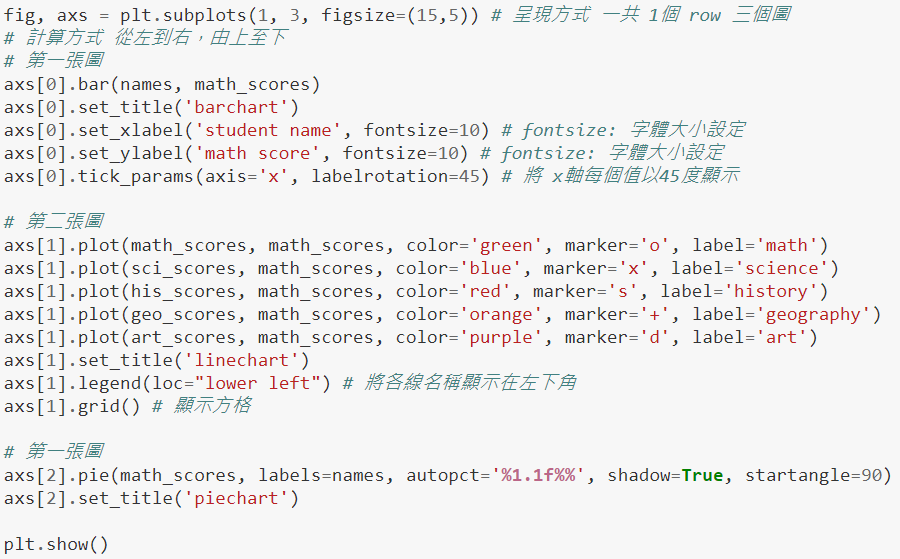 fig, axs = plt.subplots(1, 3, figsize=(15,5)) # 呈現方式 一共 1個 row 三個圖
# 計算方式 從左到右，由上至下
# 第一張圖
axs[0].bar(names, math_scores)
axs[0].set_title('barchart')
axs[0].set_xlabel('student name', fontsize=10) # fontsize: 字體大小設定
axs[0].set_ylabel('math score', fontsize=10) # fontsize: 字體大小設定
axs[0].tick_params(axis='x', labelrotation=45) # 將 x軸每個值以45度顯示
# 第二張圖
axs[1].plot(math_scores, math_scores, color='green', marker='o', label='math')
axs[1].plot(sci_scores, math_scores, color='blue', marker='x', label='science')
axs[1].plot(his_scores, math_scores, color='red', marker='s', label='history')
axs[1].plot(geo_scores, math_scores, color='orange', marker='+', label='geography')
axs[1].plot(art_scores, math_scores, color='purple', marker='d', label='art')
axs[1].set_title('linechart')
axs[1].legend(loc="lower left") # 將各線名稱顯示在左下角
axs[1].grid() # 顯示方格
# 第一張圖
axs[2].pie(math_scores, labels=names, autopct='%1.1f%%', shadow=True, startangle=90)
axs[2].set_title('piechart')
plt.show()